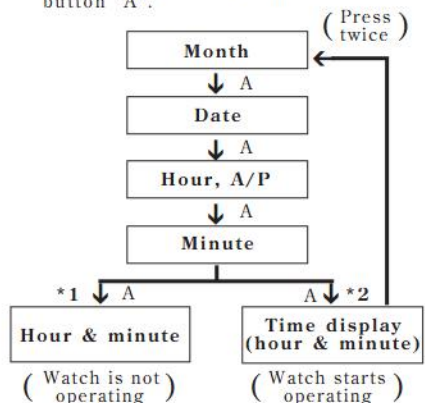 button "A".
(Press
twice)
Month
A
Date
A
Hour, A/P
A
Minute
*1 A
A *2
Hour & minute
Time display
(hour & minute)
(Watch is not
operating)
(Watch starts
operating)